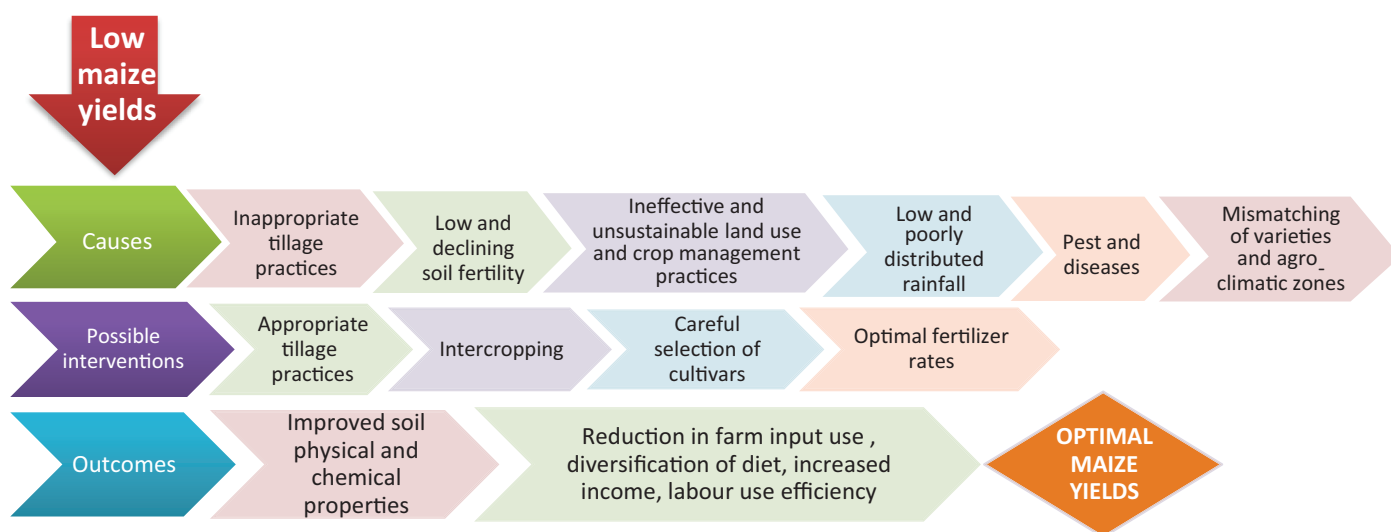 Low
maize
yields
Causes
Inappropriate
tillage
practices
Low and
declining
soil fertility
Ineffective and
unsustainable land use
and crop management
practices
Low and
poorly
distributed
rainfall
Pest and
diseases
Mismatching
of varieties
and agro_
climatic zones
Possible
interventions
Appropriate
tillage
practices
Intercropping
Careful
selection of
cultivars
Optimal fertilizer
rates
Outcomes
Improved soil
physical and
chemical
properties
Reduction in farm input use ,
diversification of diet, increased
income, labour use efficiency
OPTIMAL
MAIZE
YIELDS